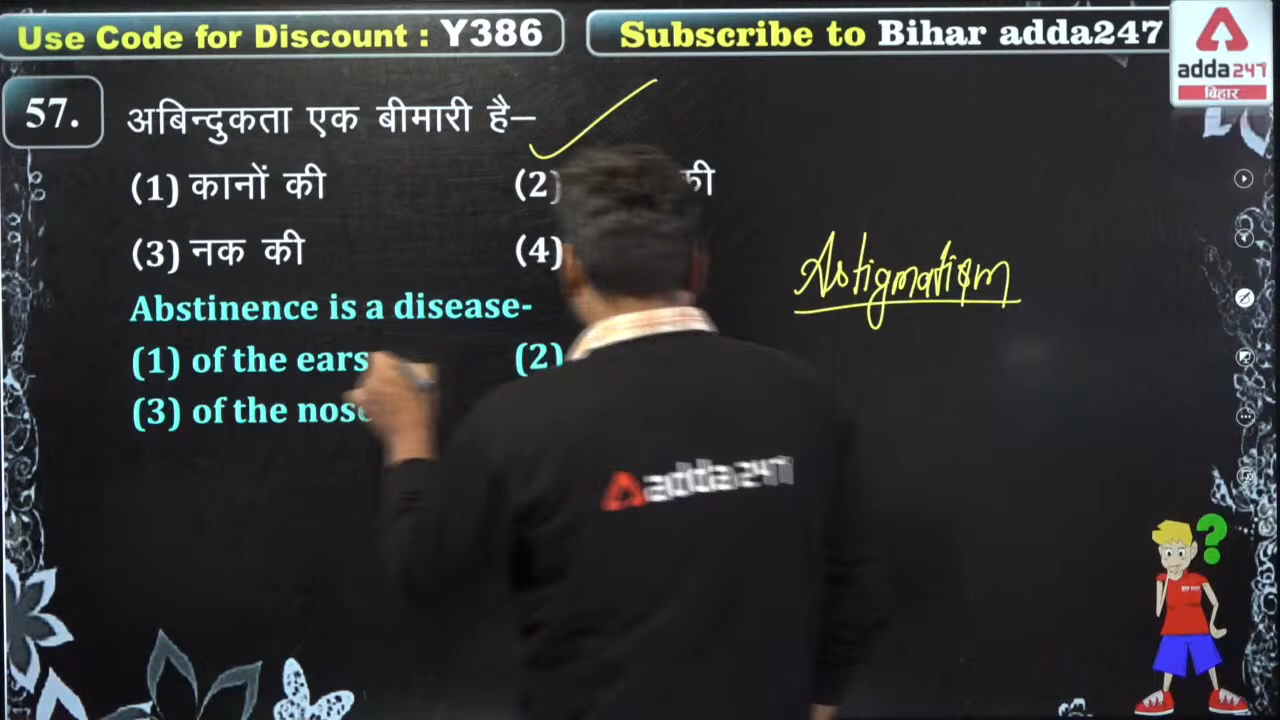 Use Code for Discount : Y386
Subscribe to Bihar adda247
adda247
बिहार
57.
अबिन्दुकता एक बीमारी है–
(1) कानों की
(2) की
(3) नक की
(4)
Astigmatism
Abstinence is a disease-
(1) of the ears
(2)
(3) of the nose
adda247